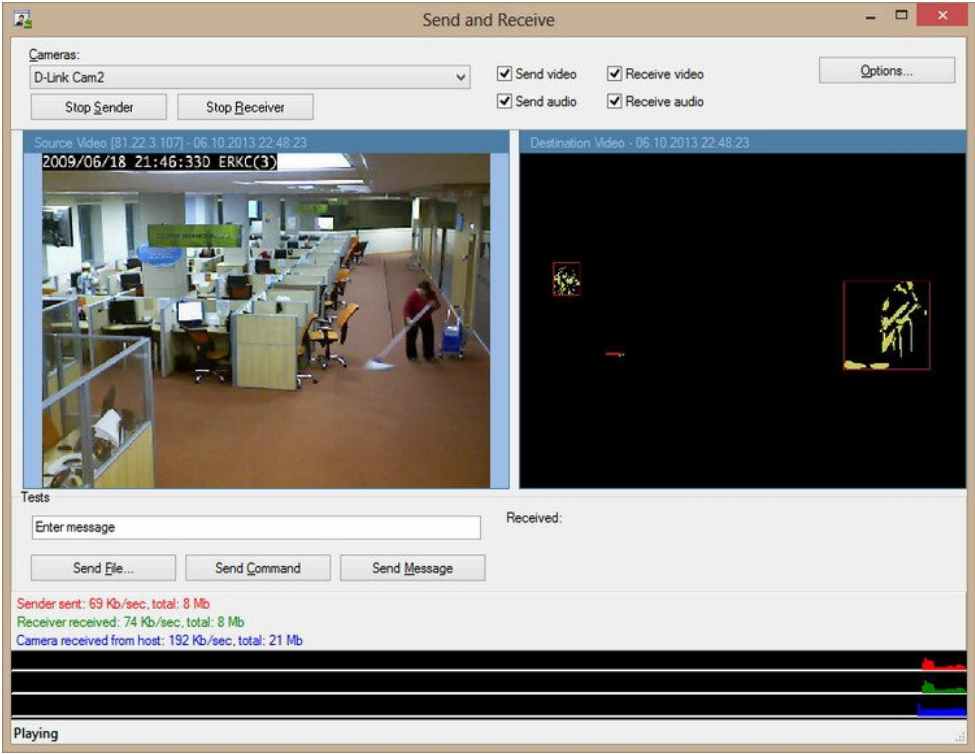 Send and Receive
Cameras:
D-Link Cam2
Send video
Receive video
Options...
Send audio
Receive audio
Stop Sender
Stop Receiver
Source Video [81.22.3.107] - 06.10.2013 22:48:23
Destination Video - 06.10.2013 22:48:23
2009/06/18 21:46:33D ERKC(3)
Tests
Enter message
Received:
Send File...
Send Command
Send Message
Sender sent: 69 Kb/sec, total: 8 Mb
Receiver received: 74 Kb/sec, total: 8 Mb
Camera received from host: 192 Kb/sec, total: 21 Mb
Playing